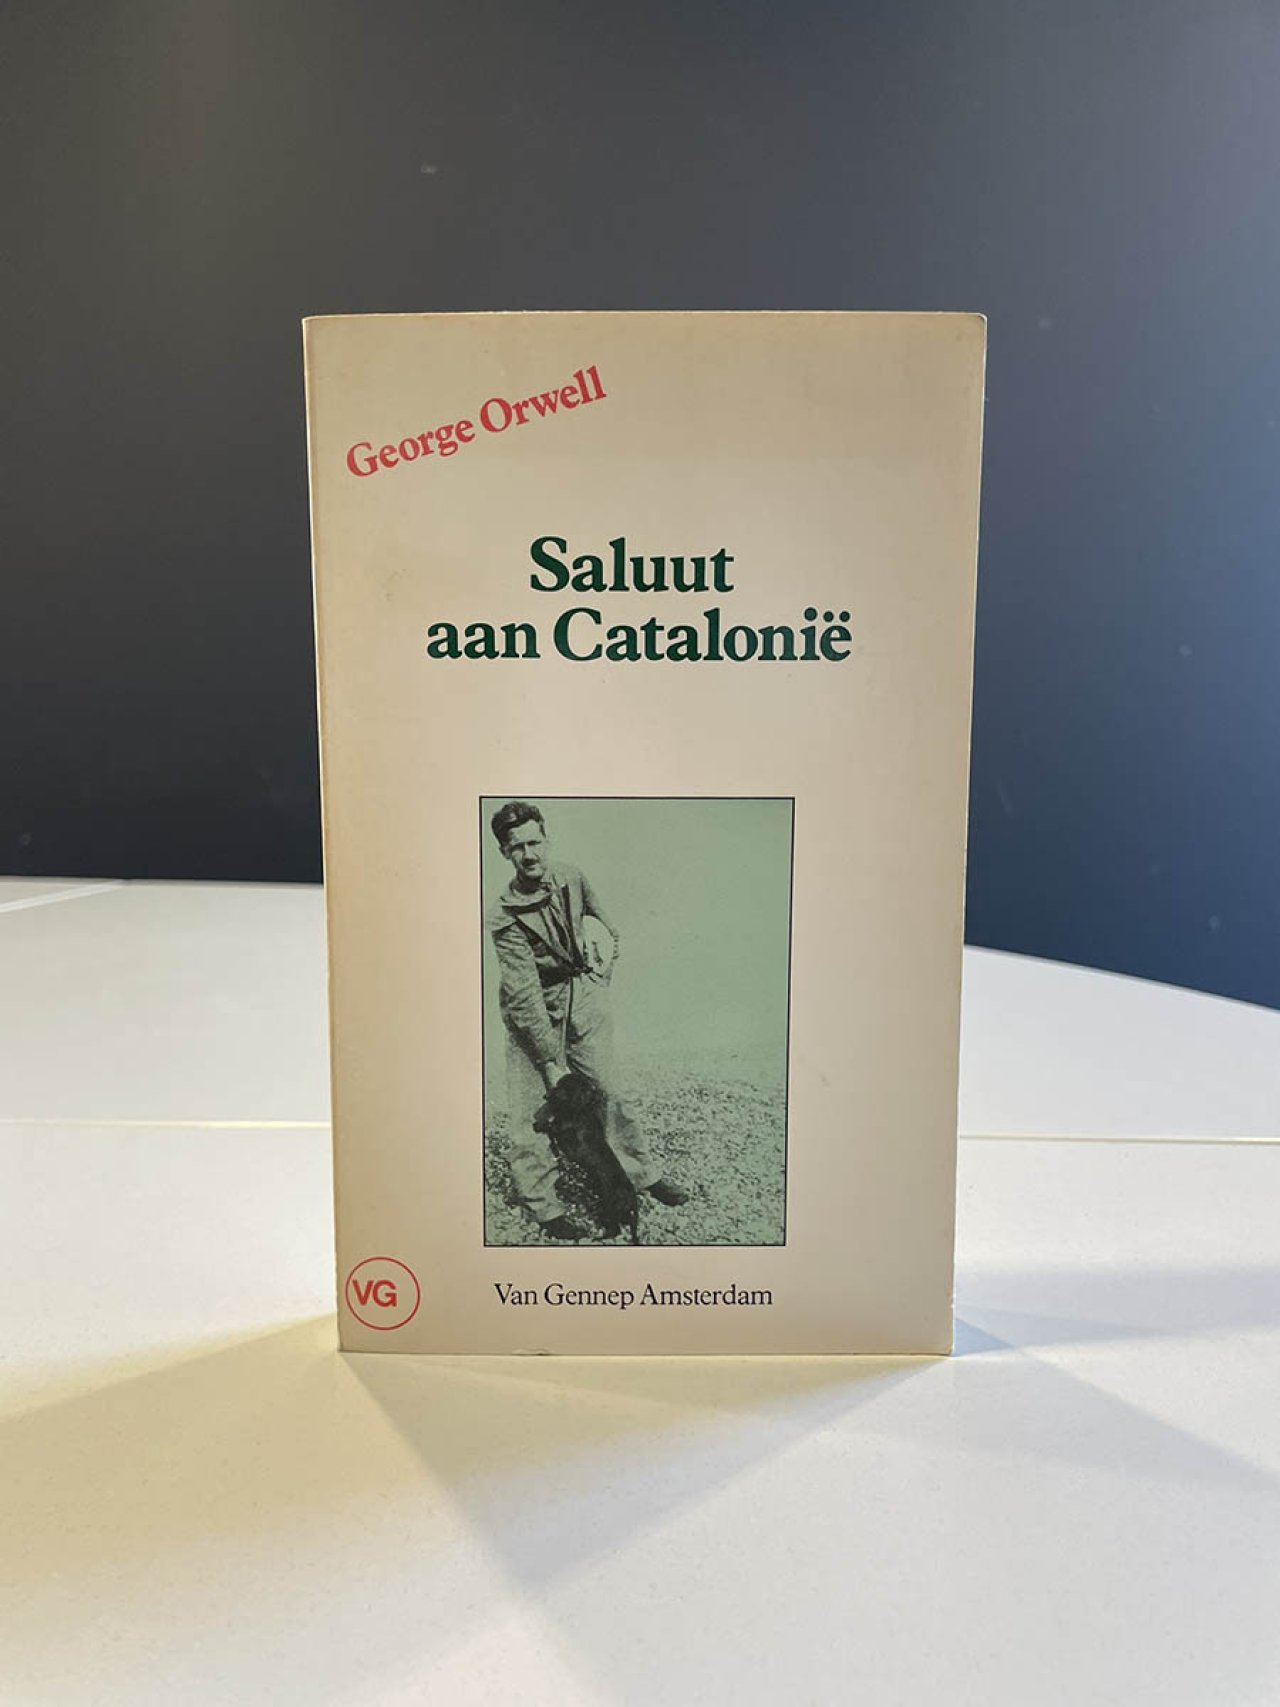 George Orwell
Saluut
aan Catalonië
VG
Van Gennep Amsterdam